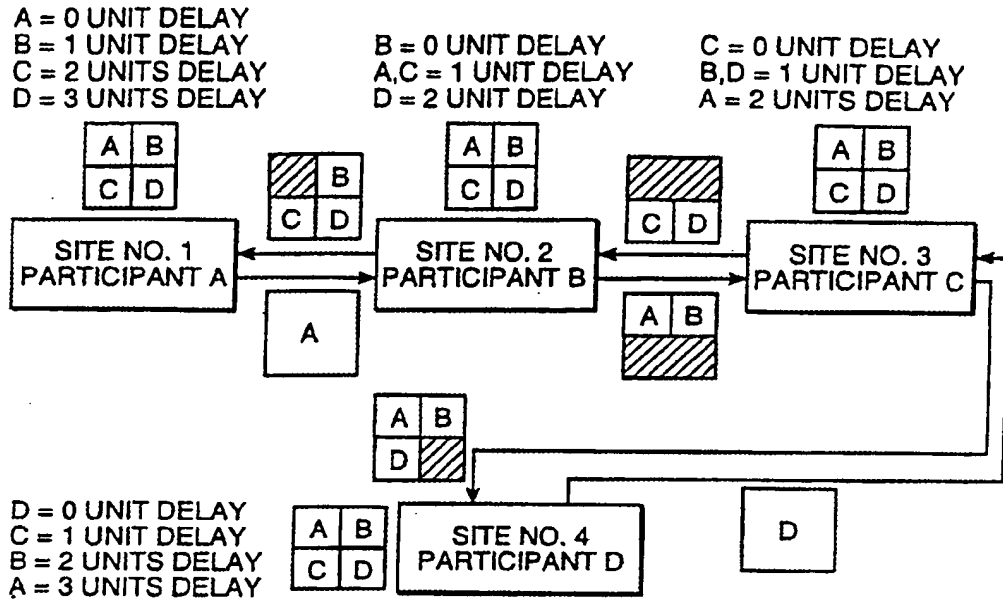 A = 0 UNIT DELAY
B = 1 UNIT DELAY
C = 2 UNITS DELAY
D = 3 UNITS DELAY
B = 0 UNIT DELAY
A,C = 1 UNIT DELAY
D = 2 UNIT DELAY
C = 0 UNIT DELAY
B,D = 1 UNIT DELAY
A = 2 UNITS DELAY
A B
C D
B
C D
A B
C D
C D
A B
C D
SITE NO. 1
PARTICIPANT A
SITE NO. 2
PARTICIPANT B
SITE NO. 3
PARTICIPANT C
A
A B
A B
D
D = 0 UNIT DELAY
C = 1 UNIT DELAY
B = 2 UNITS DELAY
A = 3 UNITS DELAY
A B
C D
SITE NO. 4
PARTICIPANT D
D